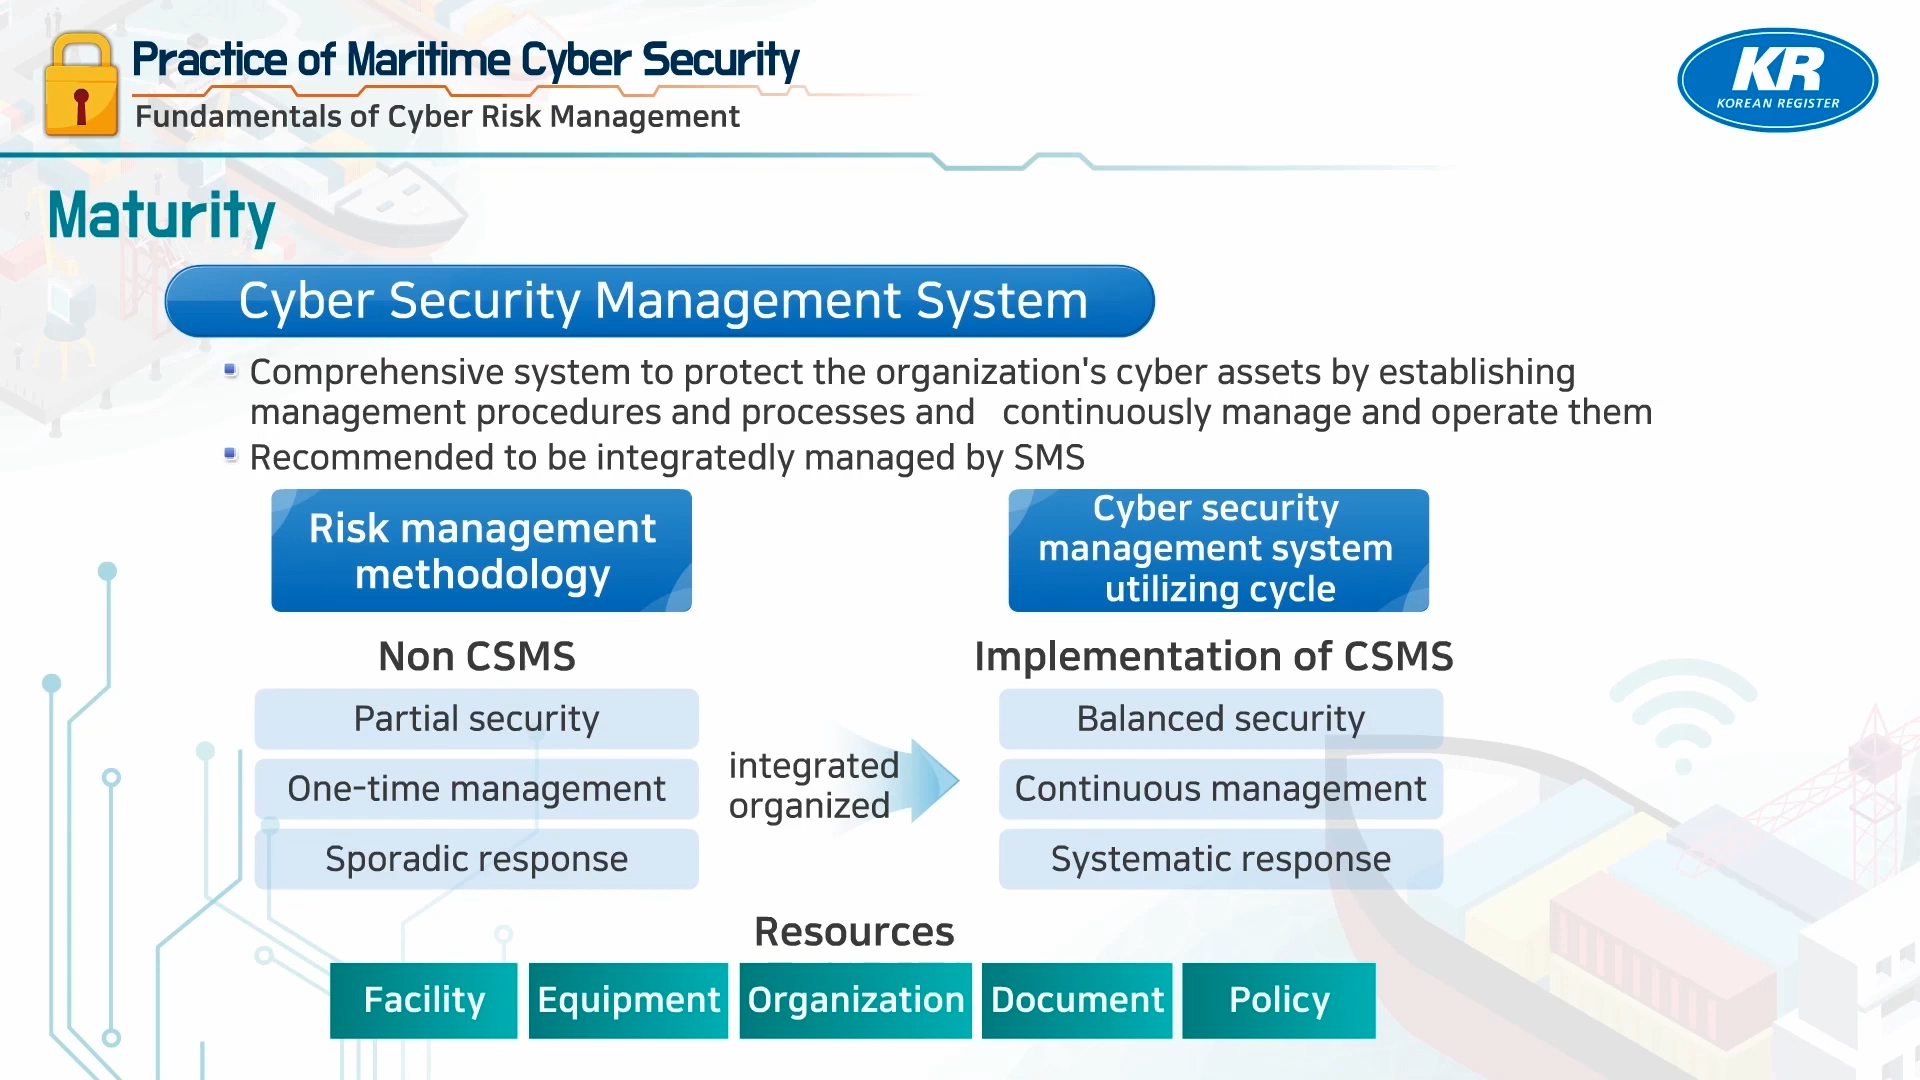 Practice of Maritime Cyber Security
Fundamentals of Cyber Risk Management
KR
KOREAN REGISTER
Maturity
Cyber Security Management System
Comprehensive system to protect the organization's cyber assets by establishing
management procedures and processes and continuously manage and operate them
Recommended to be integratedly managed by SMS
Risk management
methodology
Cyber security
management system
utilizing cycle
Non CSMS
Implementation of CSMS
Partial security
Balanced security
One-time management
integrated
organized
Continuous management
Sporadic response
Systematic response
Resources
Facility
Equipment
Organization
Document
Policy